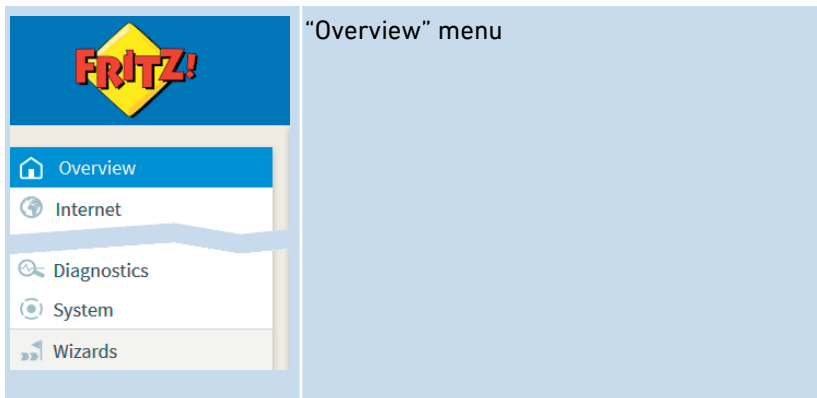 FRITZ!
“Overview” menu
Overview
Internet
Diagnostics
System
Wizards